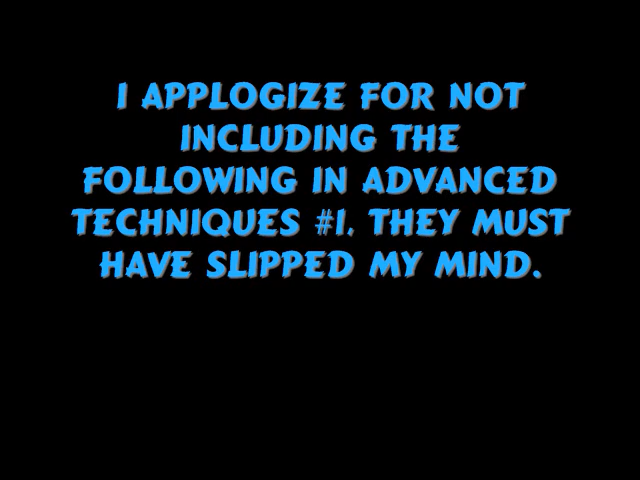 I APPLOGIZE FOR NOT
INCLUDING THE
FOLLOWING IN ADVANCED
TECHNIQUES #1. THEY MUST
HAVE SLIPPED MY MIND.